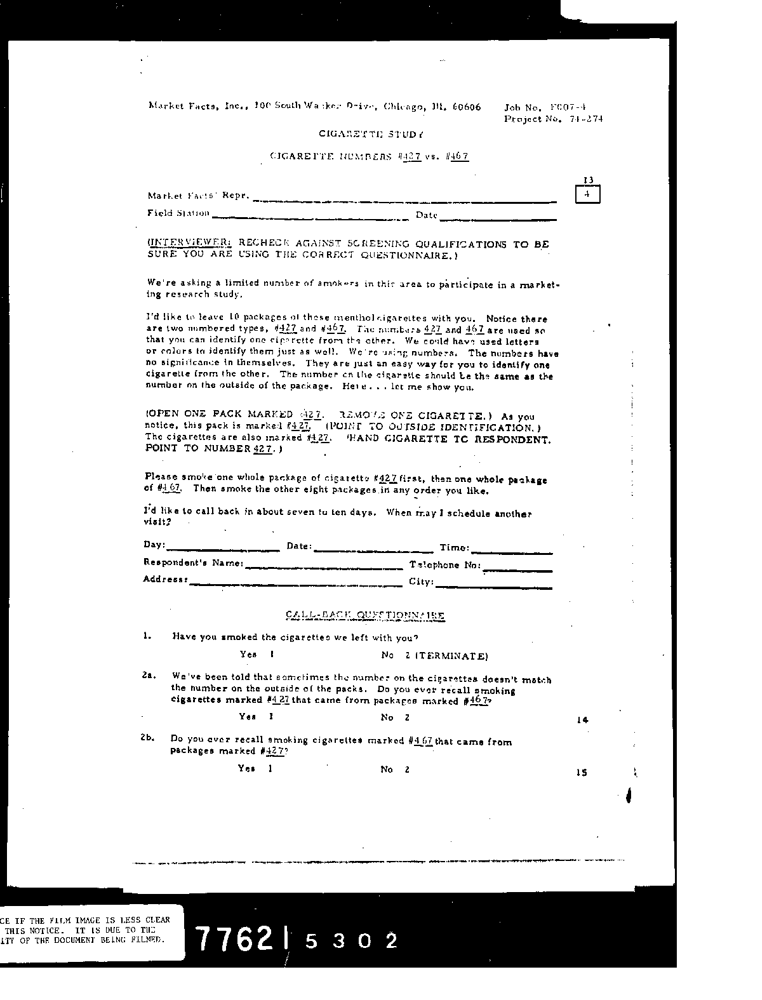 Market Facts, Inc., 100 South Wacker Drive, Chicago, Ill. 60606 Job No.
Project No. 74-274
CIGARETTE STUDY
CIGARETTE NUMBERS #427 vs. #467
13
Market Facts' Repr. 4
Field Station Date
(INTERVIEWER: RECHECK AGAINST SCREENING QUALIFICATIONS TO BE
SURE YOU ARE USING THE CORRECT QUESTIONNAIRE.)
We're asking a limited number of smokers in this area to participate in a market-
ing research study.
I'd like to leave 10 packages of these menthol cigarettes with you. Notice there
are two numbered types, #427 and #467. The numbers 427 and 467 are used so
that you can identify one cigarette from the other. We could have used letters
or colors to identify them just as well. We're using numbers. The numbers have
no significance in themselves. They are just an easy way for you to identify one
cigarette from the other. The number on the cigarette should be the same as the
number on the outside of the package. Here . . . let me show you.
(OPEN ONE PACK MARKED 427. REMOVE ONE CIGARETTE.) As you
notice, this pack is marked #427. (POINT TO OUTSIDE IDENTIFICATION.)
The cigarettes are also marked #427. (HAND CIGARETTE TO RESPONDENT.
POINT TO NUMBER 427.)
Please smoke one whole package of cigarette #427 first, then one whole package
of #467. Then smoke the other eight packages in any order you like.
I'd like to call back in about seven to ten days. When may I schedule another
visit?
Day: Date: Time:
Respondent's Name: Telephone No:
Address: City:
CALL-BACK QUESTIONNAIRE
1. Have you smoked the cigarettes we left with you?
Yes 1 No 2 (TERMINATE)
2a. We've been told that sometimes the number on the cigarettes doesn't match
the number on the outside of the packs. Do you ever recall smoking
cigarettes marked #427 that came from packages marked #467?
Yes 1 No 2 14
2b. Do you ever recall smoking cigarettes marked #467 that came from
packages marked #427?
Yes 1 No 2 15
CE IF THE FILM IMAGE IS LESS CLEAR
THIS NOTICE. IT IS DUE TO THE
ITY OF THE DOCUMENT BEING FILMED.
7762 5302